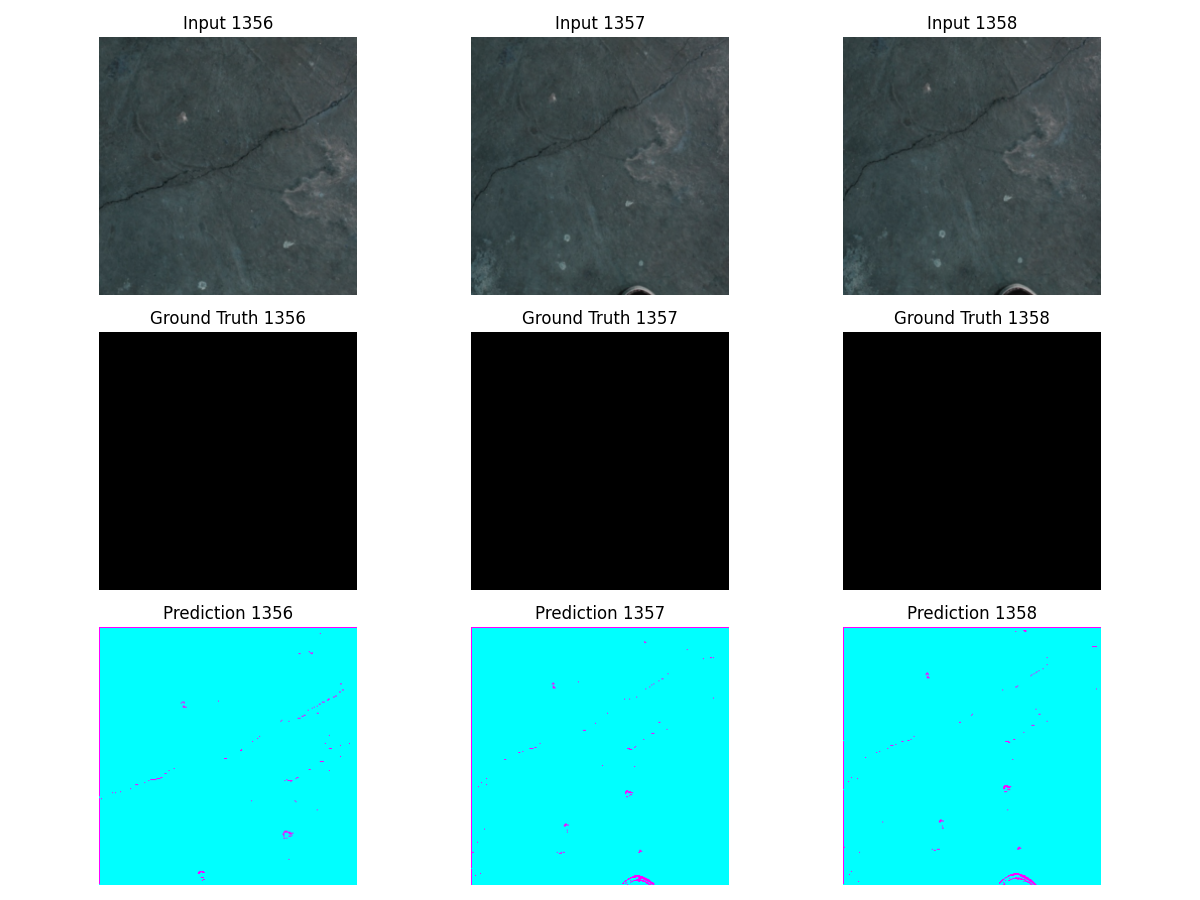 Input 1356
Input 1357
Input 1358
Ground Truth 1356
Ground Truth 1357
Ground Truth 1358
Prediction 1356
Prediction 1357
Prediction 1358